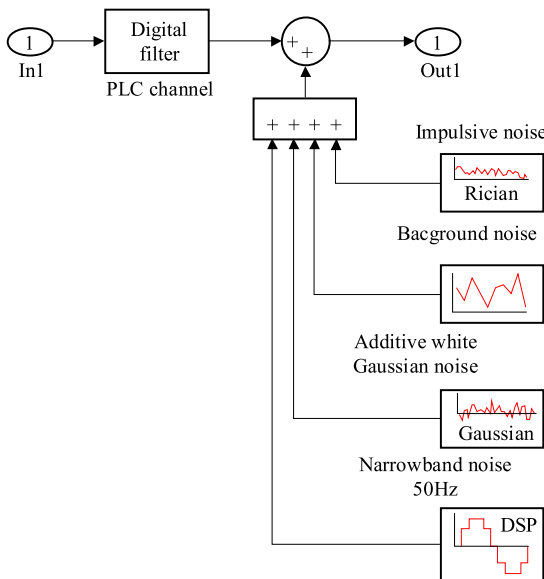 1
In1
Digital
filter
PLC channel
+
+
1
Out1
+ + + +
Impulsive noise
Rician
Bacground noise
Additive white
Gaussian noise
Gaussian
Narrowband noise
50Hz
DSP